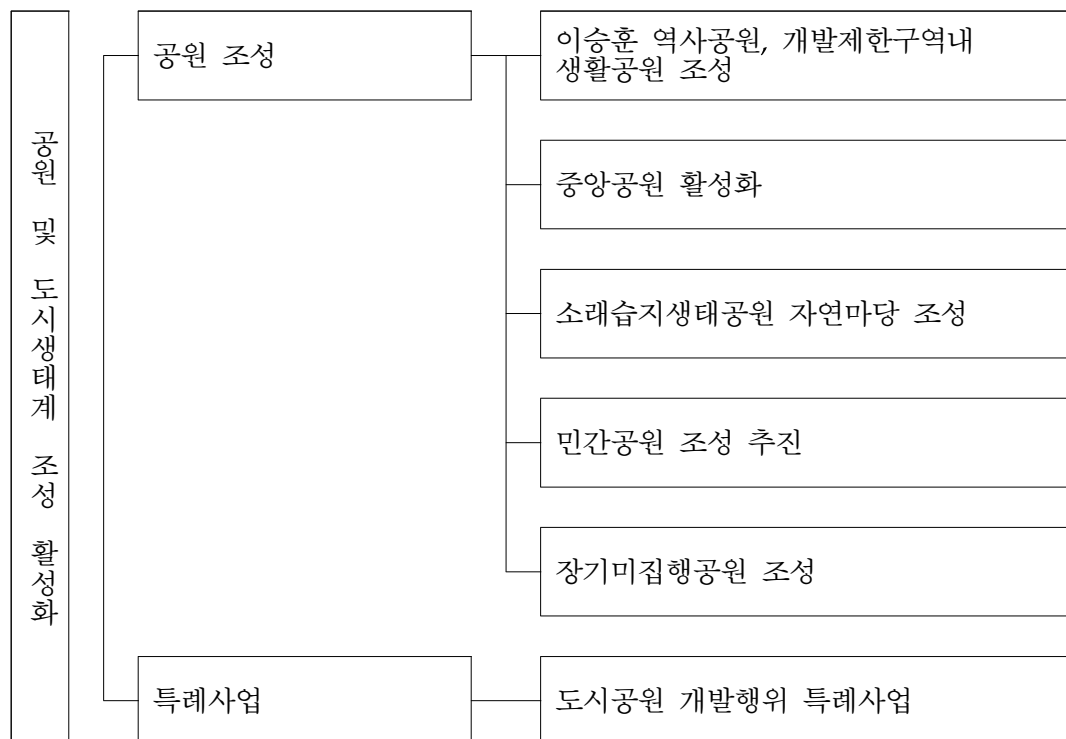 공원 및 도시생태계 조성 활성화
공원 조성
이승훈 역사공원, 개발제한구역내
생활공원 조성
중앙공원 활성화
소래습지생태공원 자연마당 조성
민간공원 조성 추진
장기미집행공원 조성
특례사업
도시공원 개발행위 특례사업